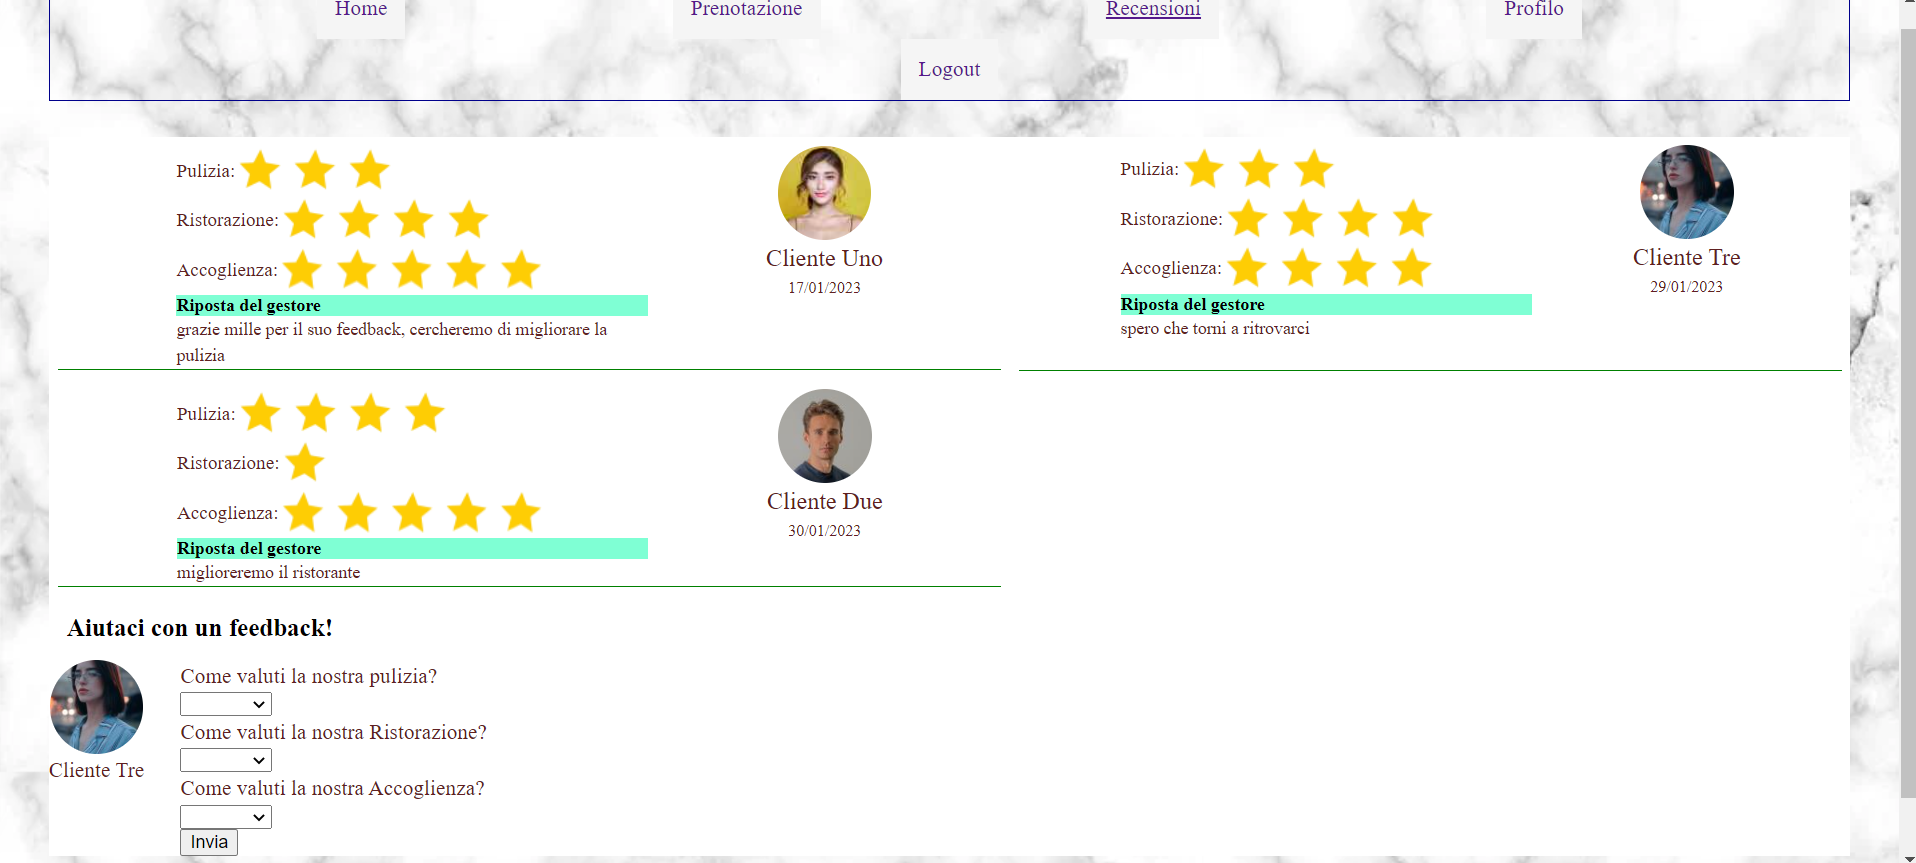 Home
Prenotazione
Recensioni
Profilo
Logout
Pulizia:
Ristorazione:
Accoglienza:
Riposta del gestore
grazie mille per il suo feedback, cercheremo di migliorare la
pulizia
Cliente Uno
17/01/2023
Pulizia:
Ristorazione:
Accoglienza:
Riposta del gestore
spero che torni a ritrovarci
Cliente Tre
29/01/2023
Pulizia:
Ristorazione:
Accoglienza:
Riposta del gestore
miglioreremo il ristorante
Cliente Due
30/01/2023
Aiutaci con un feedback!
Cliente Tre
Come valuti la nostra pulizia?
Come valuti la nostra Ristorazione?
Come valuti la nostra Accoglienza?
Invia